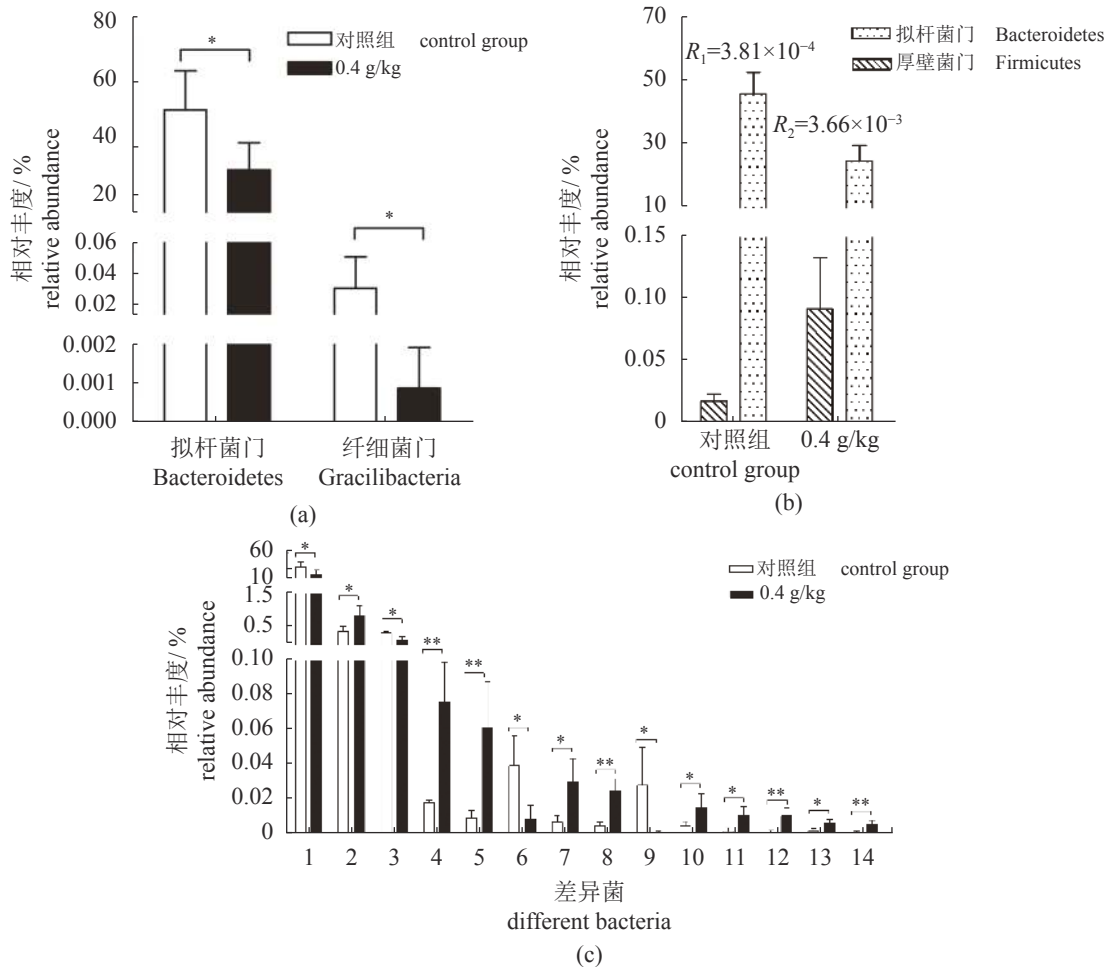 80
60
40
20
0.06
0.04
0.02
0.002
0.001
0.000
相对丰度/%
relative abundance
*
*
对照组 control group
0.4 g/kg
拟杆菌门
Bacteroidetes
纤细菌门
Gracilibacteria
(a)
70
50
30
10
0.15
0.10
0.05
0
相对丰度/%
relative abundance
拟杆菌门 Bacteroidetes
厚壁菌门 Firmicutes
R₁=3.81×10⁻⁴
R₂=3.66×10⁻³
对照组
control group
0.4 g/kg
(b)
60
10
1.5
0.5
0.10
0.08
0.06
0.04
0.02
0
相对丰度/%
relative abundance
对照组 control group
0.4 g/kg
* * * ** ** * * ** * * * ** * **
1 2 3 4 5 6 7 8 9 10 11 12 13 14
差异菌
different bacteria
(c)